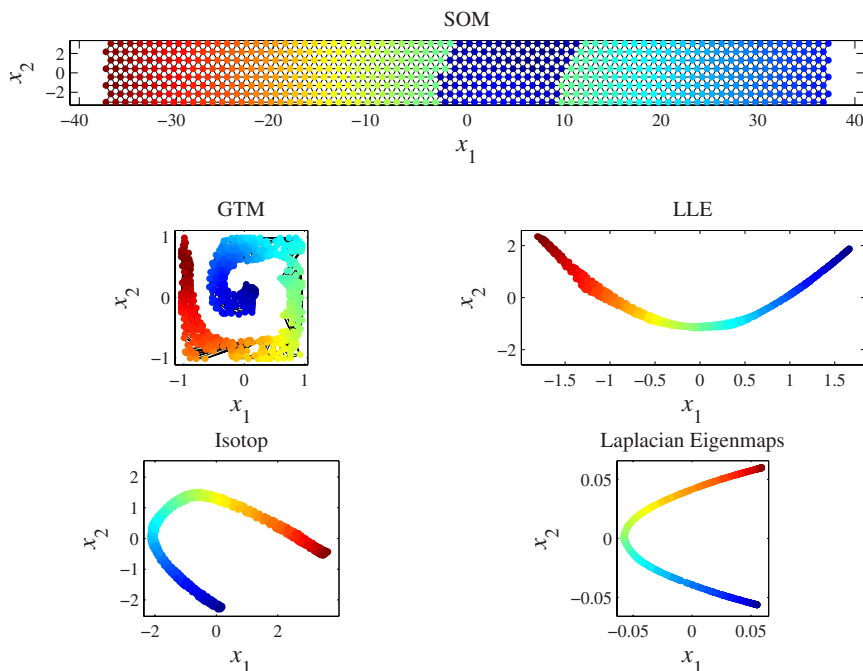 SOM
2
0
−2
x2
−40 −30 −20 −10 0 10 20 30 40
x1
GTM
1
0
−1
x2
−1 0 1
x1
LLE
2
0
−2
x2
−1.5 −1 −0.5 0 0.5 1 1.5
x1
Isotop
2
1
0
−1
−2
x2
−2 0 2
x1
Laplacian Eigenmaps
0.05
0
−0.05
x2
−0.05 0 0.05
x1